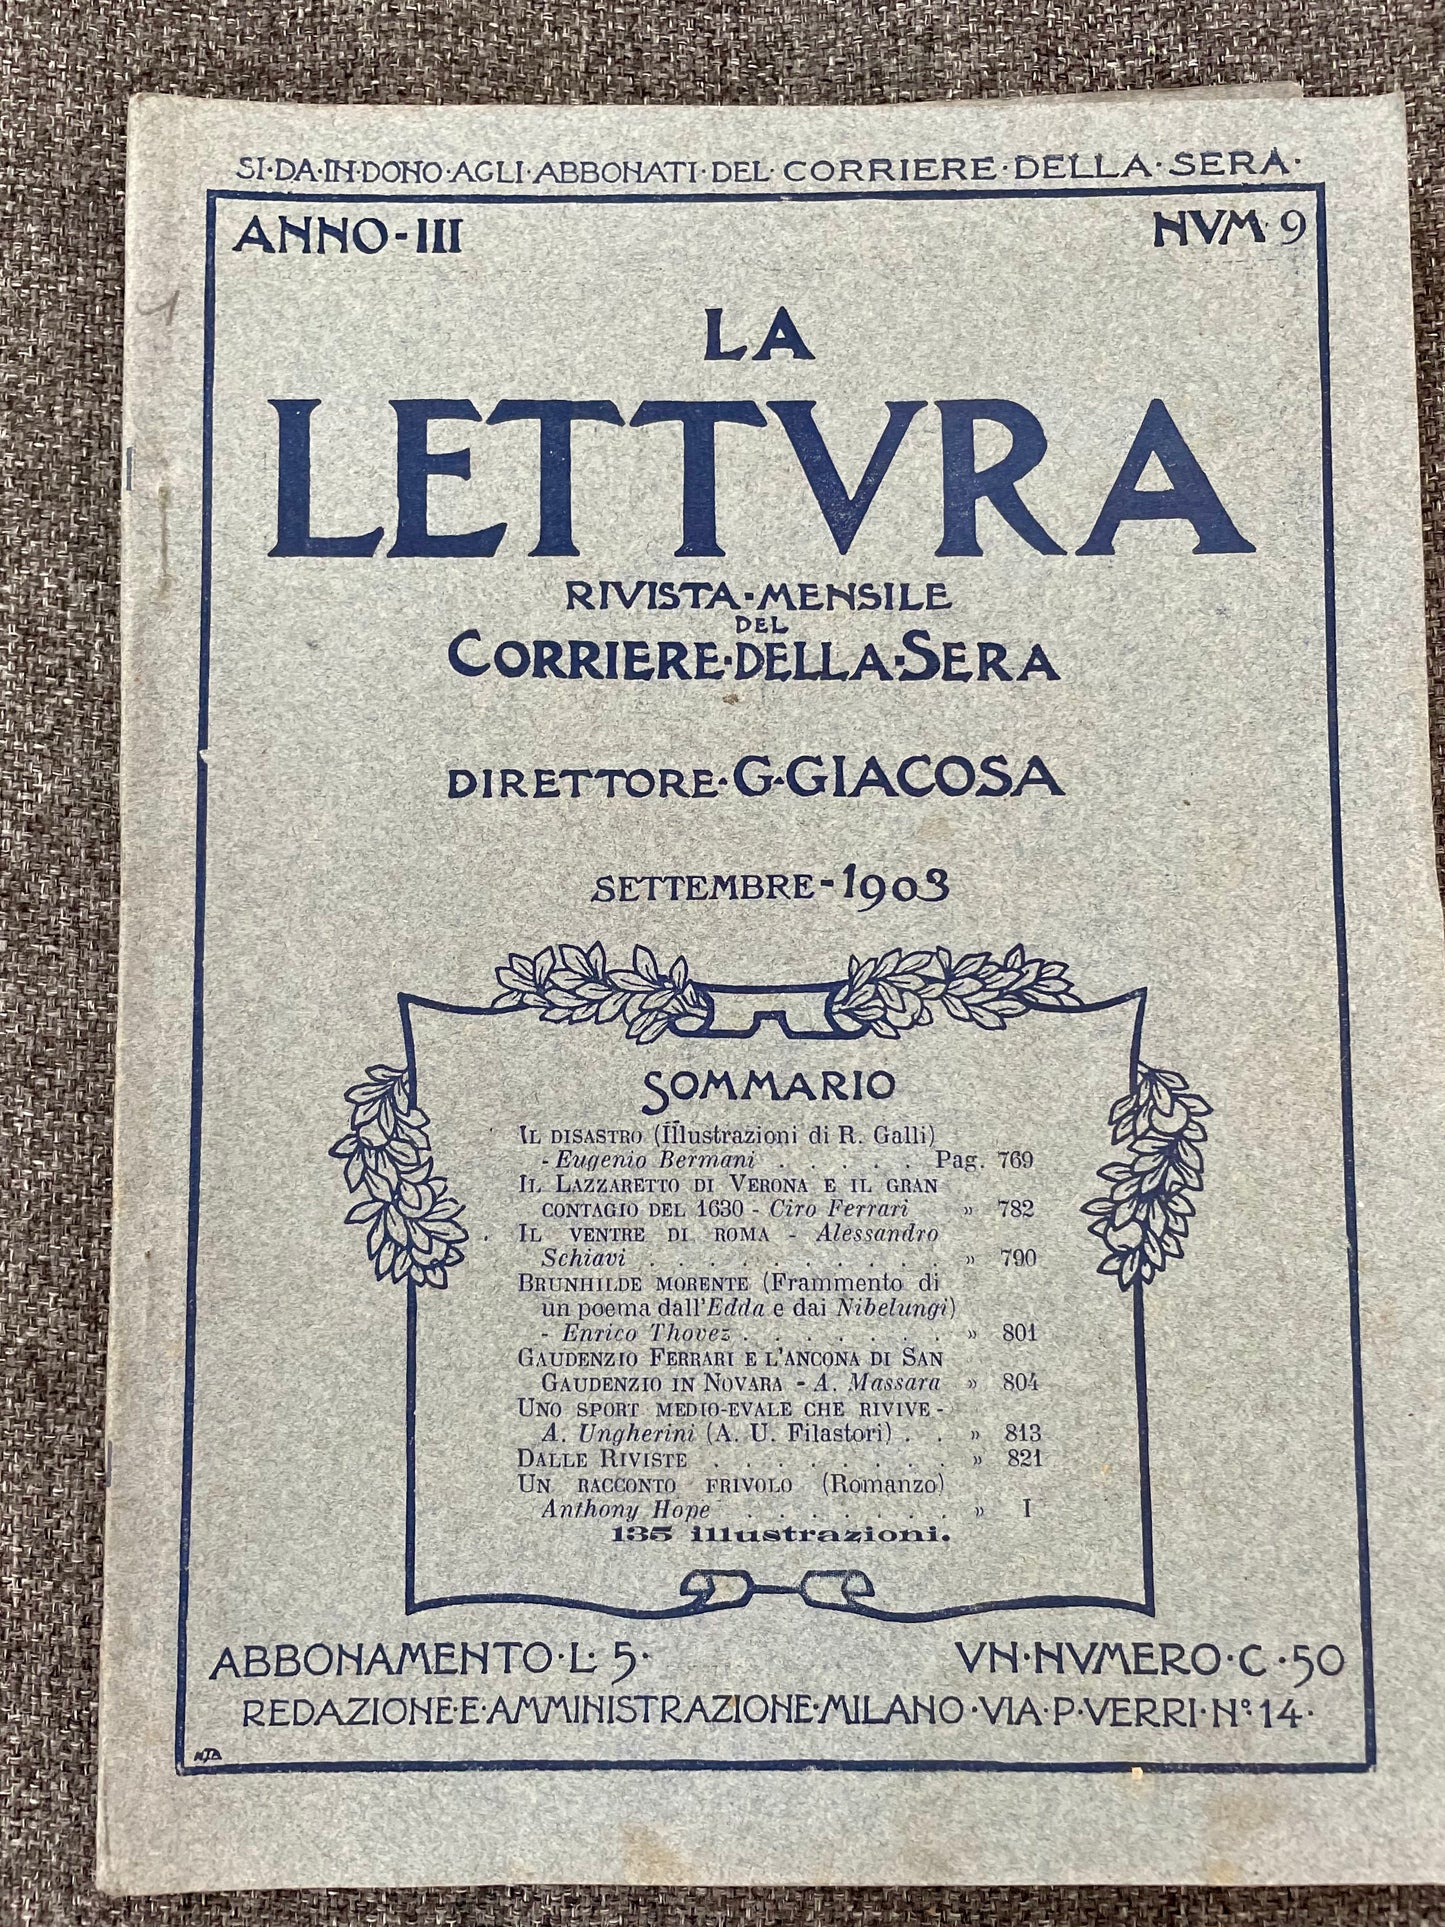 SI·DA·IN·DONO·AGLI·ABBONATI·DEL·CORRIERE·DELLA·SERA·
ANNO-III NVM·9
LA
LETTVRA
RIVISTA-MENSILE
DEL
CORRIERE·DELLA·SERA
DIRETTORE·G·GIACOSA
SETTEMBRE-1903
SOMMARIO
IL DISASTRO (Illustrazioni di R. Galli)
- Eugenio Bermani . . . . . Pag. 769
IL LAZZARETTO DI VERONA E IL GRAN
CONTAGIO DEL 1630 - Ciro Ferrari » 782
IL VENTRE DI ROMA - Alessandro
Schiavi . . . . . . . . . . » 790
BRUNHILDE MORENTE (Frammento di
un poema dall'Edda e dai Nibelungi)
- Enrico Thovez . . . . . . . » 801
GAUDENZIO FERRARI E L'ANCONA DI SAN
GAUDENZIO IN NOVARA - A. Massara » 804
UNO SPORT MEDIO-EVALE CHE RIVIVE -
A. Ungherini (A. U. Filastori) . . » 813
DALLE RIVISTE . . . . . . . . » 821
UN RACCONTO FRIVOLO (Romanzo)
Anthony Hope . . . . . . . » I
135 illustrazioni.
ABBONAMENTO·L·5· VN·NVMERO·C·50
REDAZIONE·E·AMMINISTRAZIONE·MILANO·VIA·P·VERRI·Nº·14·